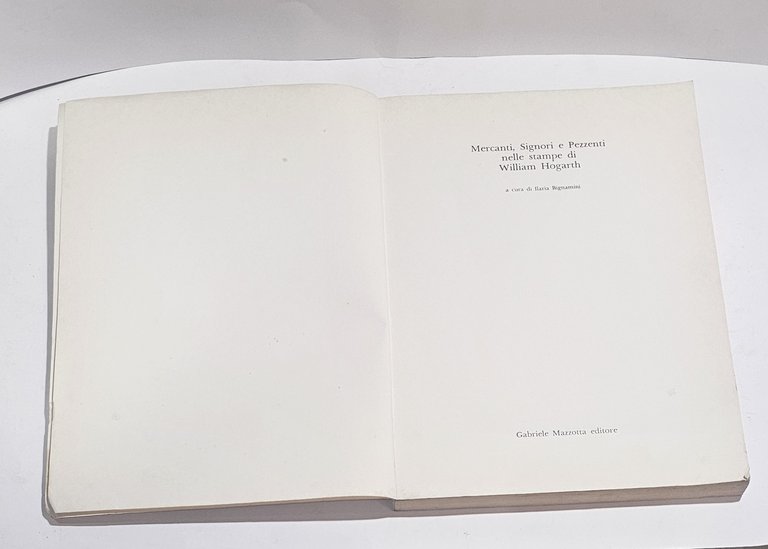 Mercanti, Signori e Pezzenti
nelle stampe di
William Hogarth
a cura di Ilaria Bignamini
Gabriele Mazzotta editore